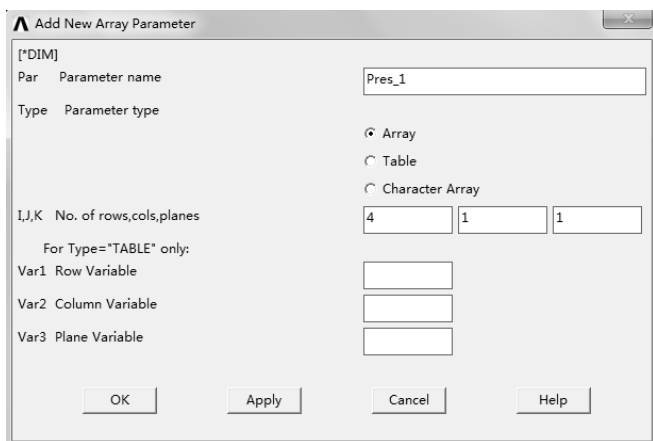 Add New Array Parameter
[*DIM]
Par Parameter name Pres_1
Type Parameter type
Array
Table
Character Array
I,J,K No. of rows,cols,planes 4 1 1
For Type="TABLE" only:
Var1 Row Variable
Var2 Column Variable
Var3 Plane Variable
OK Apply Cancel Help